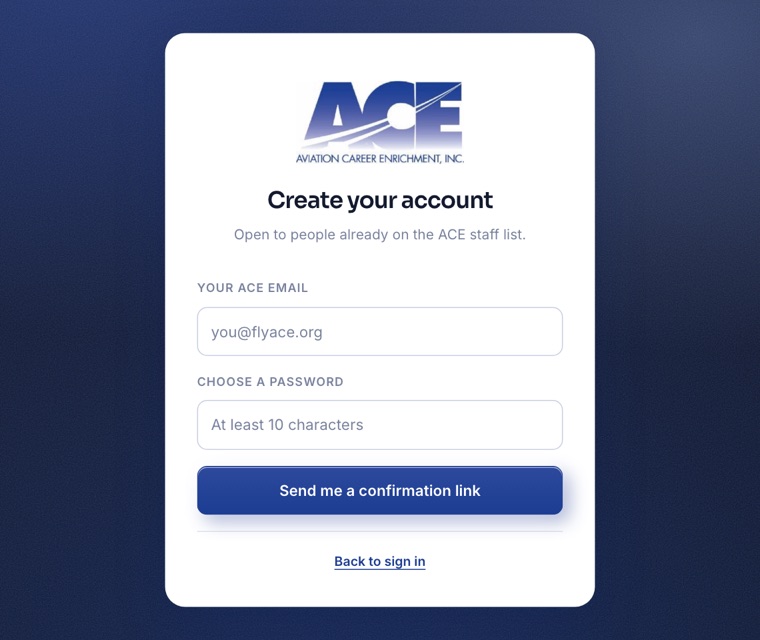 ACE
AVIATION CAREER ENRICHMENT, INC.
Create your account
Open to people already on the ACE staff list.
YOUR ACE EMAIL
you@flyace.org
CHOOSE A PASSWORD
At least 10 characters
Send me a confirmation link
Back to sign in